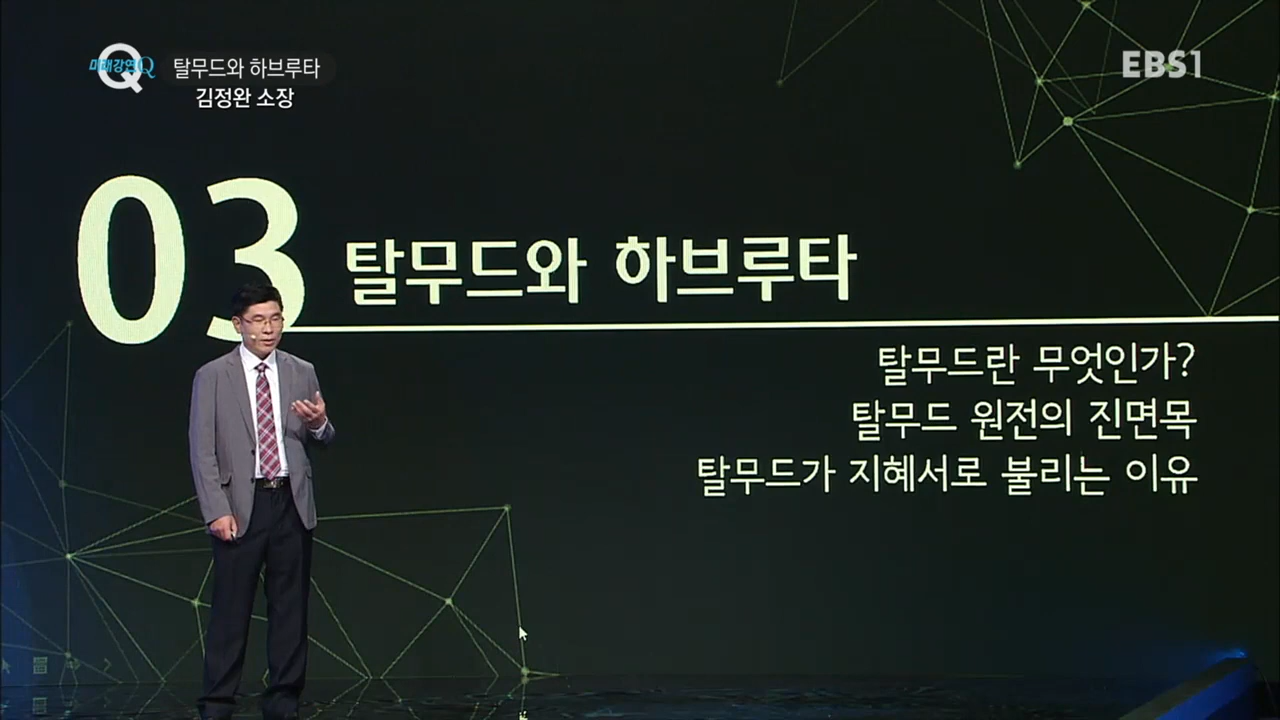 미래강연Q
탈무드와 하브루타
김정완 소장
EBS1
03 탈무드와 하브루타
탈무드란 무엇인가?
탈무드 원전의 진면목
탈무드가 지혜서로 불리는 이유